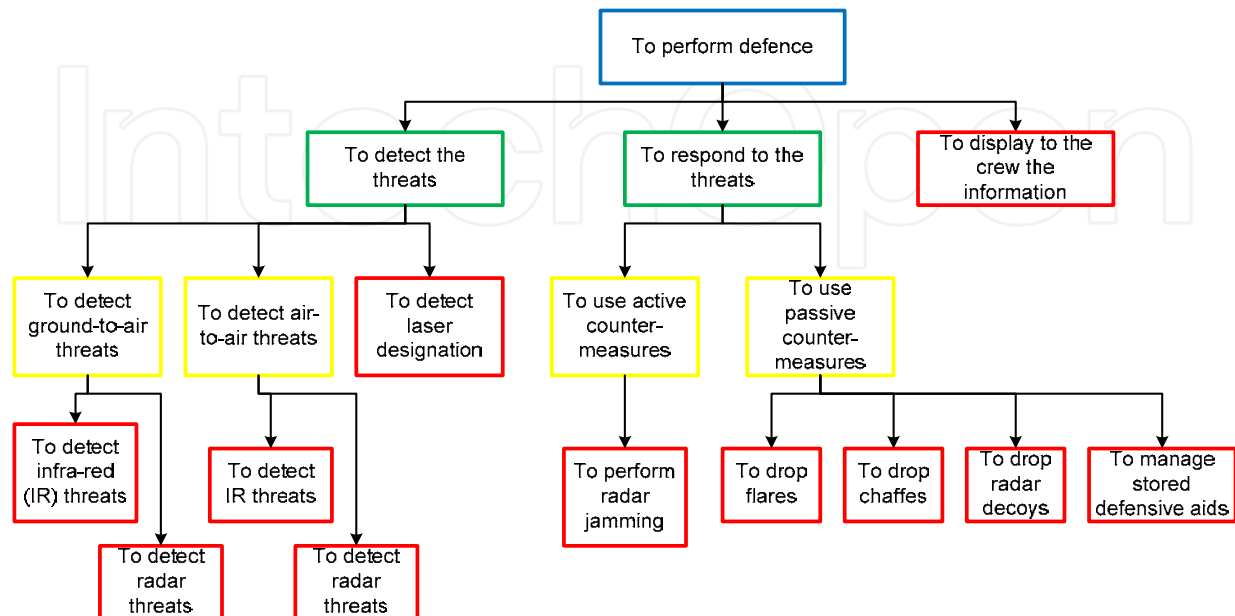 To perform defence
To detect the
threats
To respond to the
threats
To display to the
crew the
information
To detect
ground-to-air
threats
To detect air-
to-air threats
To detect
laser
designation
To use active
counter-
measures
To use
passive
counter-
measures
To detect
infra-red
(IR) threats
To detect
IR threats
To perform
radar
jamming
To drop
flares
To drop
chaffes
To drop
radar
decoys
To manage
stored
defensive aids
To detect
radar
threats
To detect
radar
threats
IntechOpen